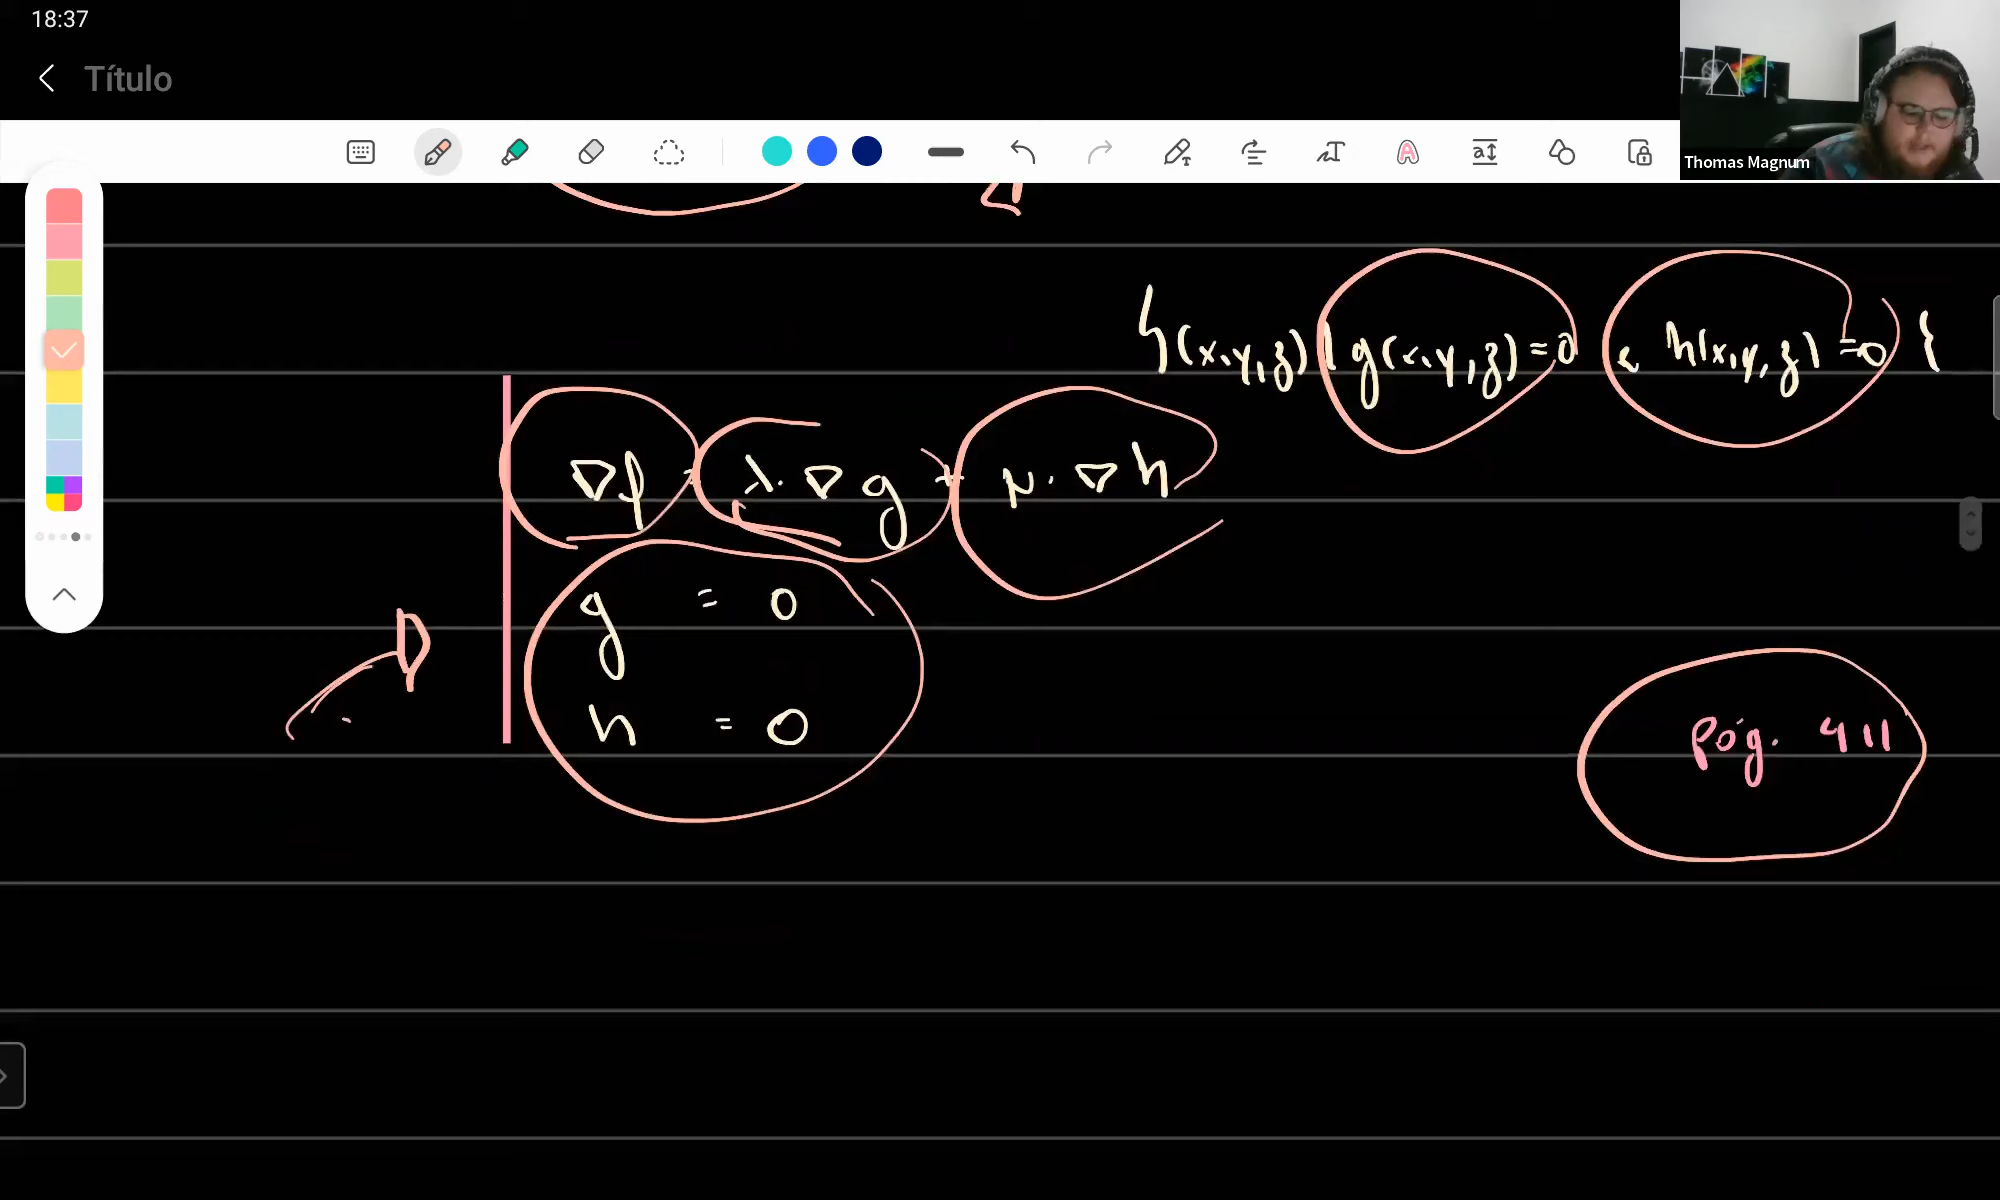 18:37
Título
Thomas Magnum
{(x,y,z) | g(x,y,z)=0 e h(x,y,z)=0}
∇f = λ·∇g + μ·∇h
g = 0
h = 0
pág. 411